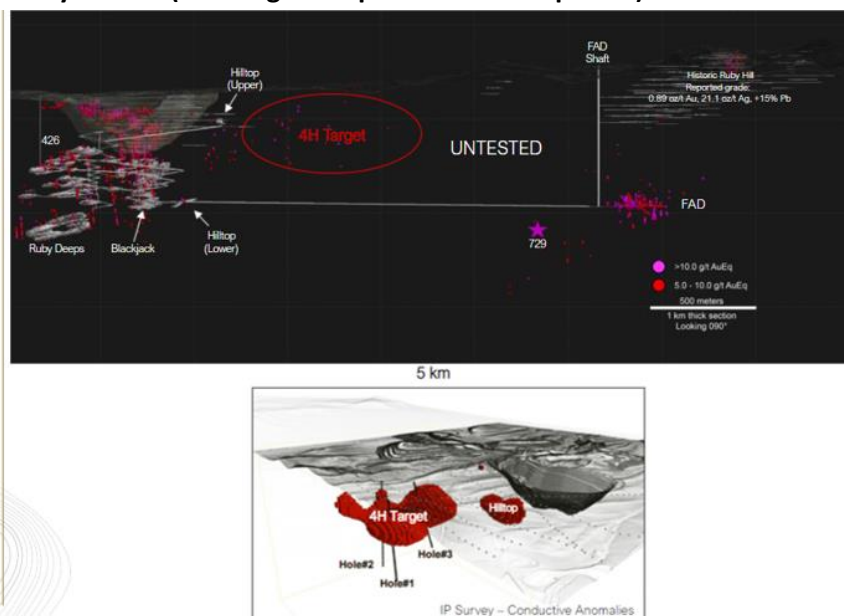 FAD
Shaft
Hilltop
(Upper)
Historic Ruby Hill
Reported grade:
0.89 oz/t Au, 21.1 oz/t Ag, +15% Pb
426
4H Target
UNTESTED
FAD
Ruby Deeps
Blackjack
Hilltop
(Lower)
729
>10.0 g/t AuEq
5.0 - 10.0 g/t AuEq
500 meters
1 km thick section
Looking 090°
5 km
4H Target
Hilltop
Hole#3
Hole#2
Hole#1
IP Survey – Conductive Anomalies